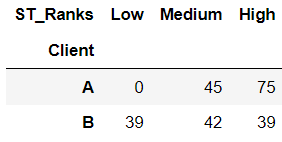 ST_Ranks Low Medium High
Client
A 0 45 75
B 39 42 39